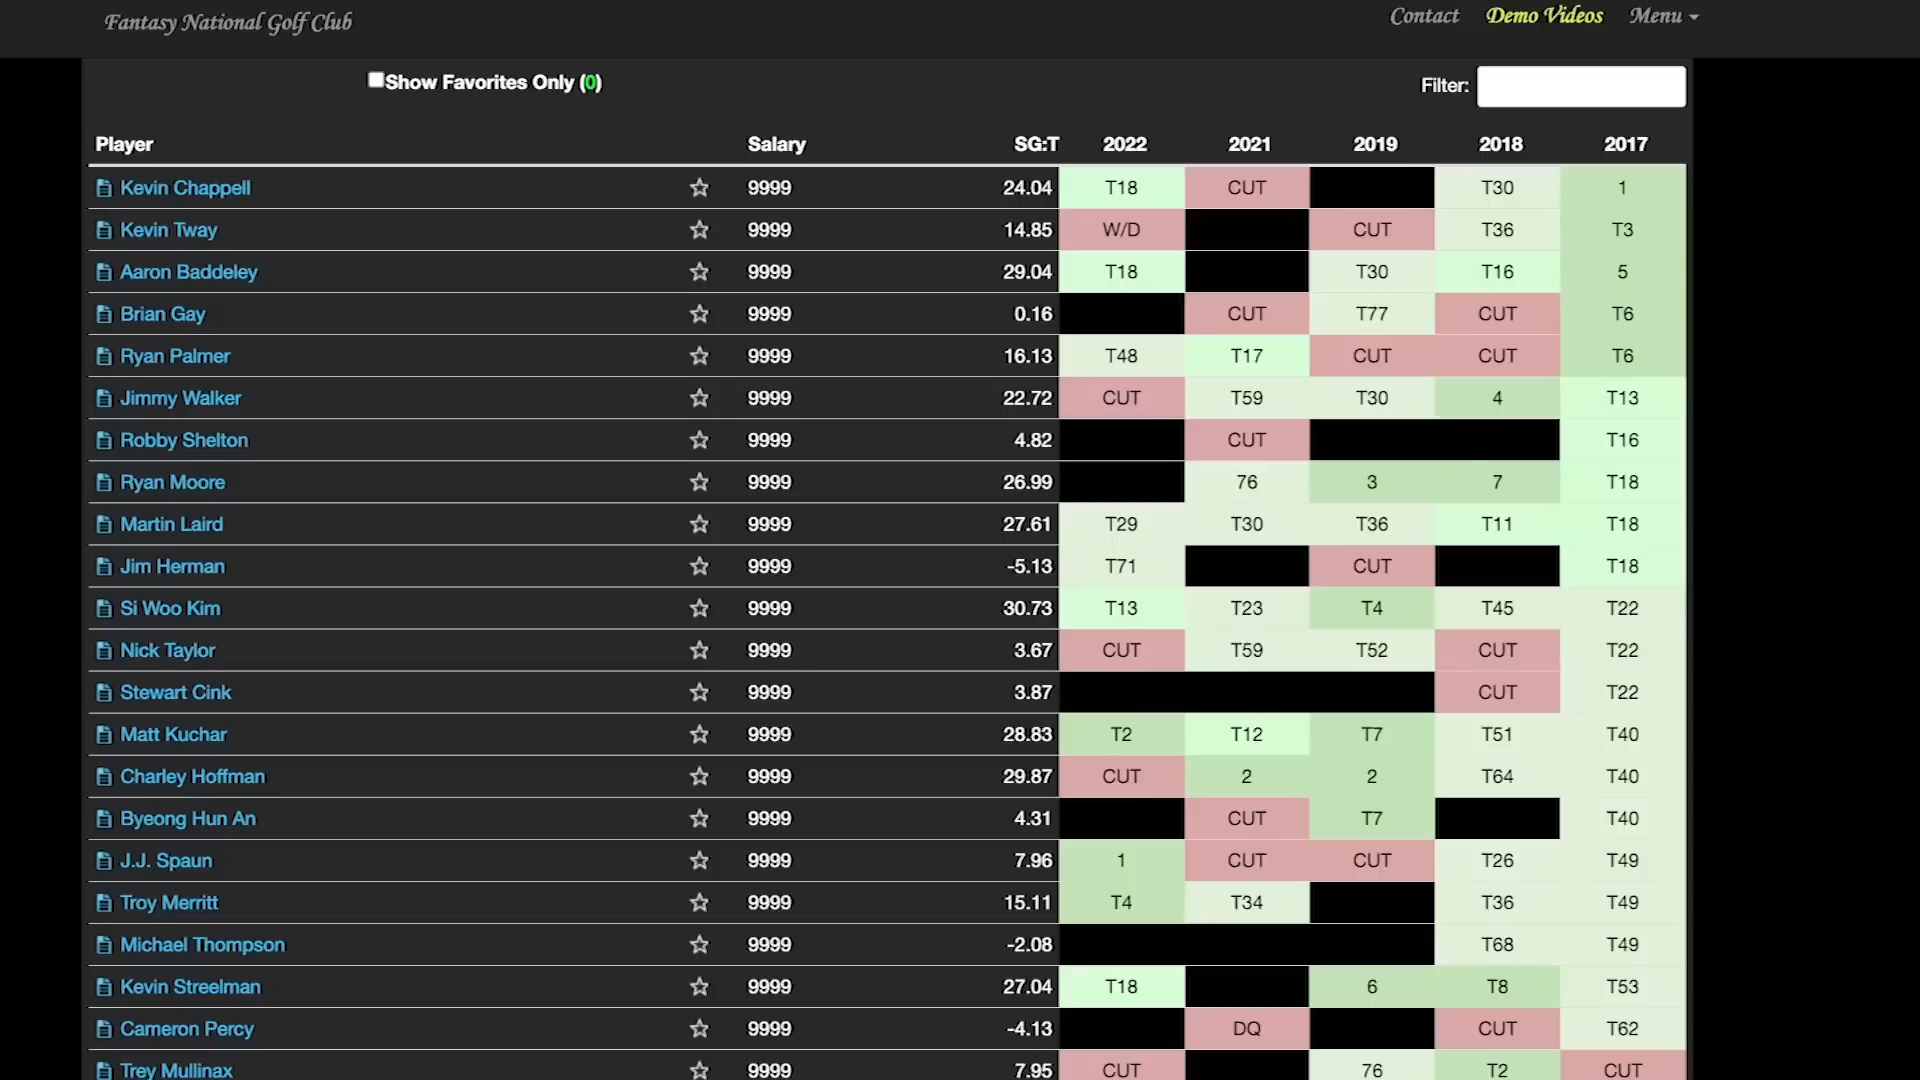 Fantasy National Golf Club Contact Demo Videos Menu
Show Favorites Only (0) Filter:
Player Salary SG:T 2022 2021 2019 2018 2017
Kevin Chappell 9999 24.04 T18 CUT T30 1
Kevin Tway 9999 14.85 W/D CUT T36 T3
Aaron Baddeley 9999 29.04 T18 T30 T16 5
Brian Gay 9999 0.16 CUT T77 CUT T6
Ryan Palmer 9999 16.13 T48 T17 CUT CUT T6
Jimmy Walker 9999 22.72 CUT T59 T30 4 T13
Robby Shelton 9999 4.82 CUT T16
Ryan Moore 9999 26.99 76 3 7 T18
Martin Laird 9999 27.61 T29 T30 T36 T11 T18
Jim Herman 9999 -5.13 T71 CUT T18
Si Woo Kim 9999 30.73 T13 T23 T4 T45 T22
Nick Taylor 9999 3.67 CUT T59 T52 CUT T22
Stewart Cink 9999 3.87 CUT T22
Matt Kuchar 9999 28.83 T2 T12 T7 T51 T40
Charley Hoffman 9999 29.87 CUT 2 2 T64 T40
Byeong Hun An 9999 4.31 CUT T7 T40
J.J. Spaun 9999 7.96 1 CUT CUT T26 T49
Troy Merritt 9999 15.11 T4 T34 T36 T49
Michael Thompson 9999 -2.08 T68 T49
Kevin Streelman 9999 27.04 T18 6 T8 T53
Cameron Percy 9999 -4.13 DQ CUT T62
Trey Mullinax 9999 7.95 CUT 76 T2 CUT